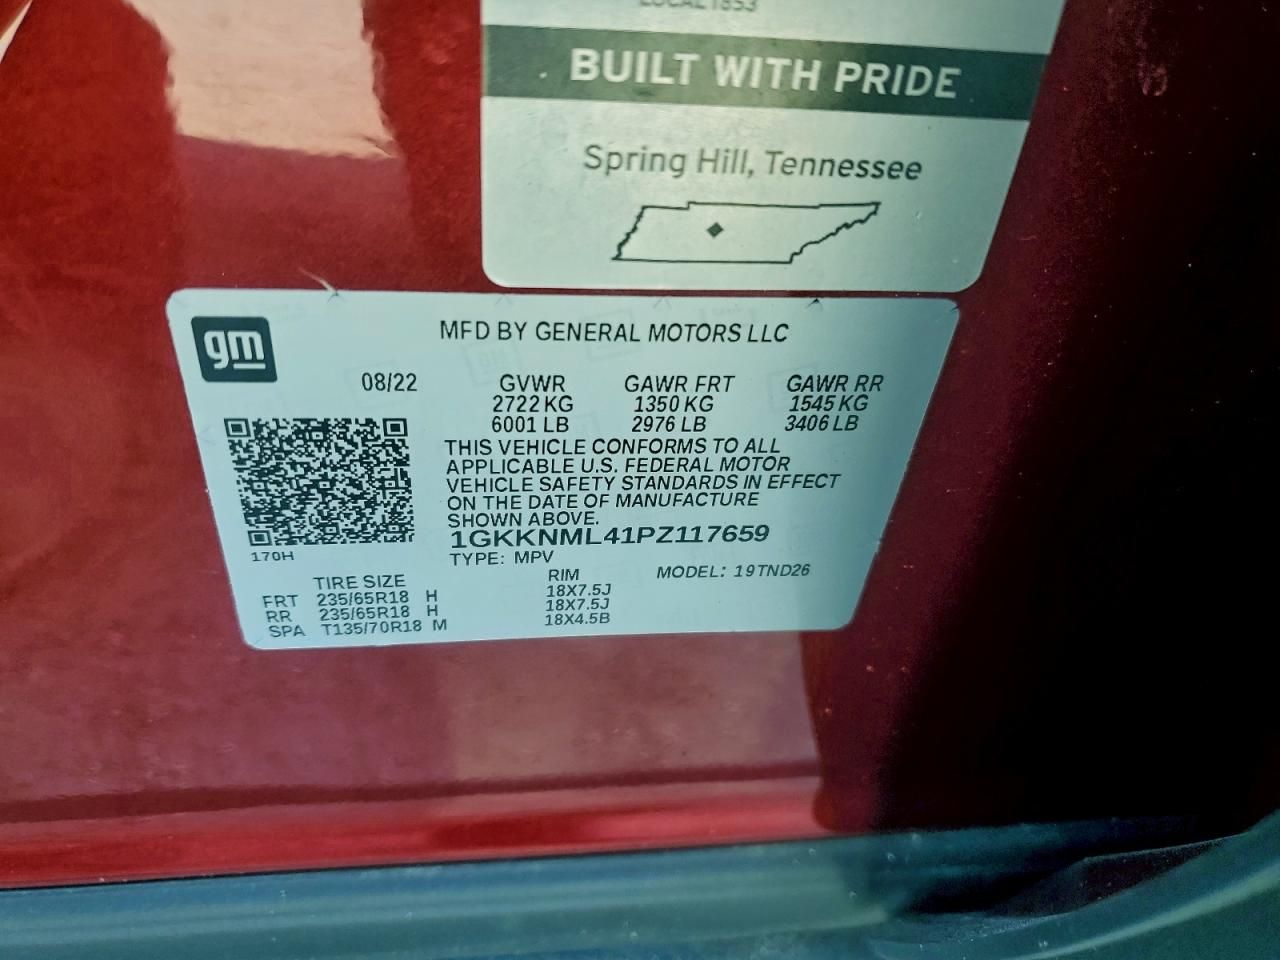 LOCAL 1853
BUILT WITH PRIDE
Spring Hill, Tennessee
gm
MFD BY GENERAL MOTORS LLC
08/22 GVWR GAWR FRT GAWR RR
2722 KG 1350 KG 1545 KG
6001 LB 2976 LB 3406 LB
THIS VEHICLE CONFORMS TO ALL
APPLICABLE U.S. FEDERAL MOTOR
VEHICLE SAFETY STANDARDS IN EFFECT
ON THE DATE OF MANUFACTURE
SHOWN ABOVE.
1GKKNML41PZ117659
170H
TYPE: MPV
MODEL: 19TND26
TIRE SIZE RIM
FRT 235/65R18 H 18X7.5J
RR 235/65R18 H 18X7.5J
SPA T135/70R18 M 18X4.5B